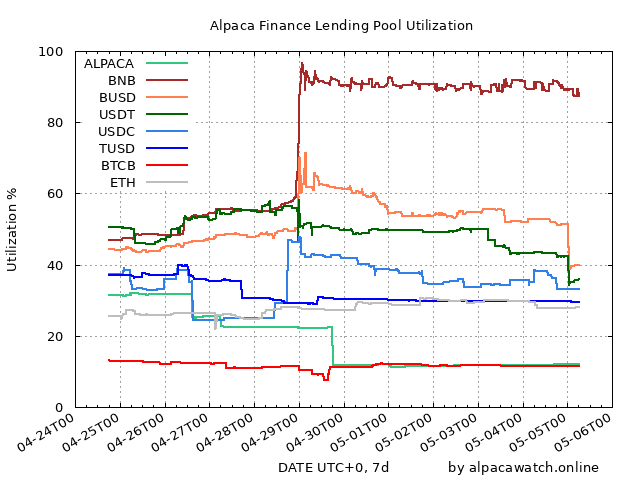 Alpaca Finance Lending Pool Utilization
100
80
60
40
20
0
Utilization %
ALPACA
BNB
BUSD
USDT
USDC
TUSD
BTCB
ETH
04-24T00
04-25T00
04-26T00
04-27T00
04-28T00
04-29T00
04-30T00
05-01T00
05-02T00
05-03T00
05-04T00
05-05T00
05-06T00
DATE UTC+0, 7d
by alpacawatch.online